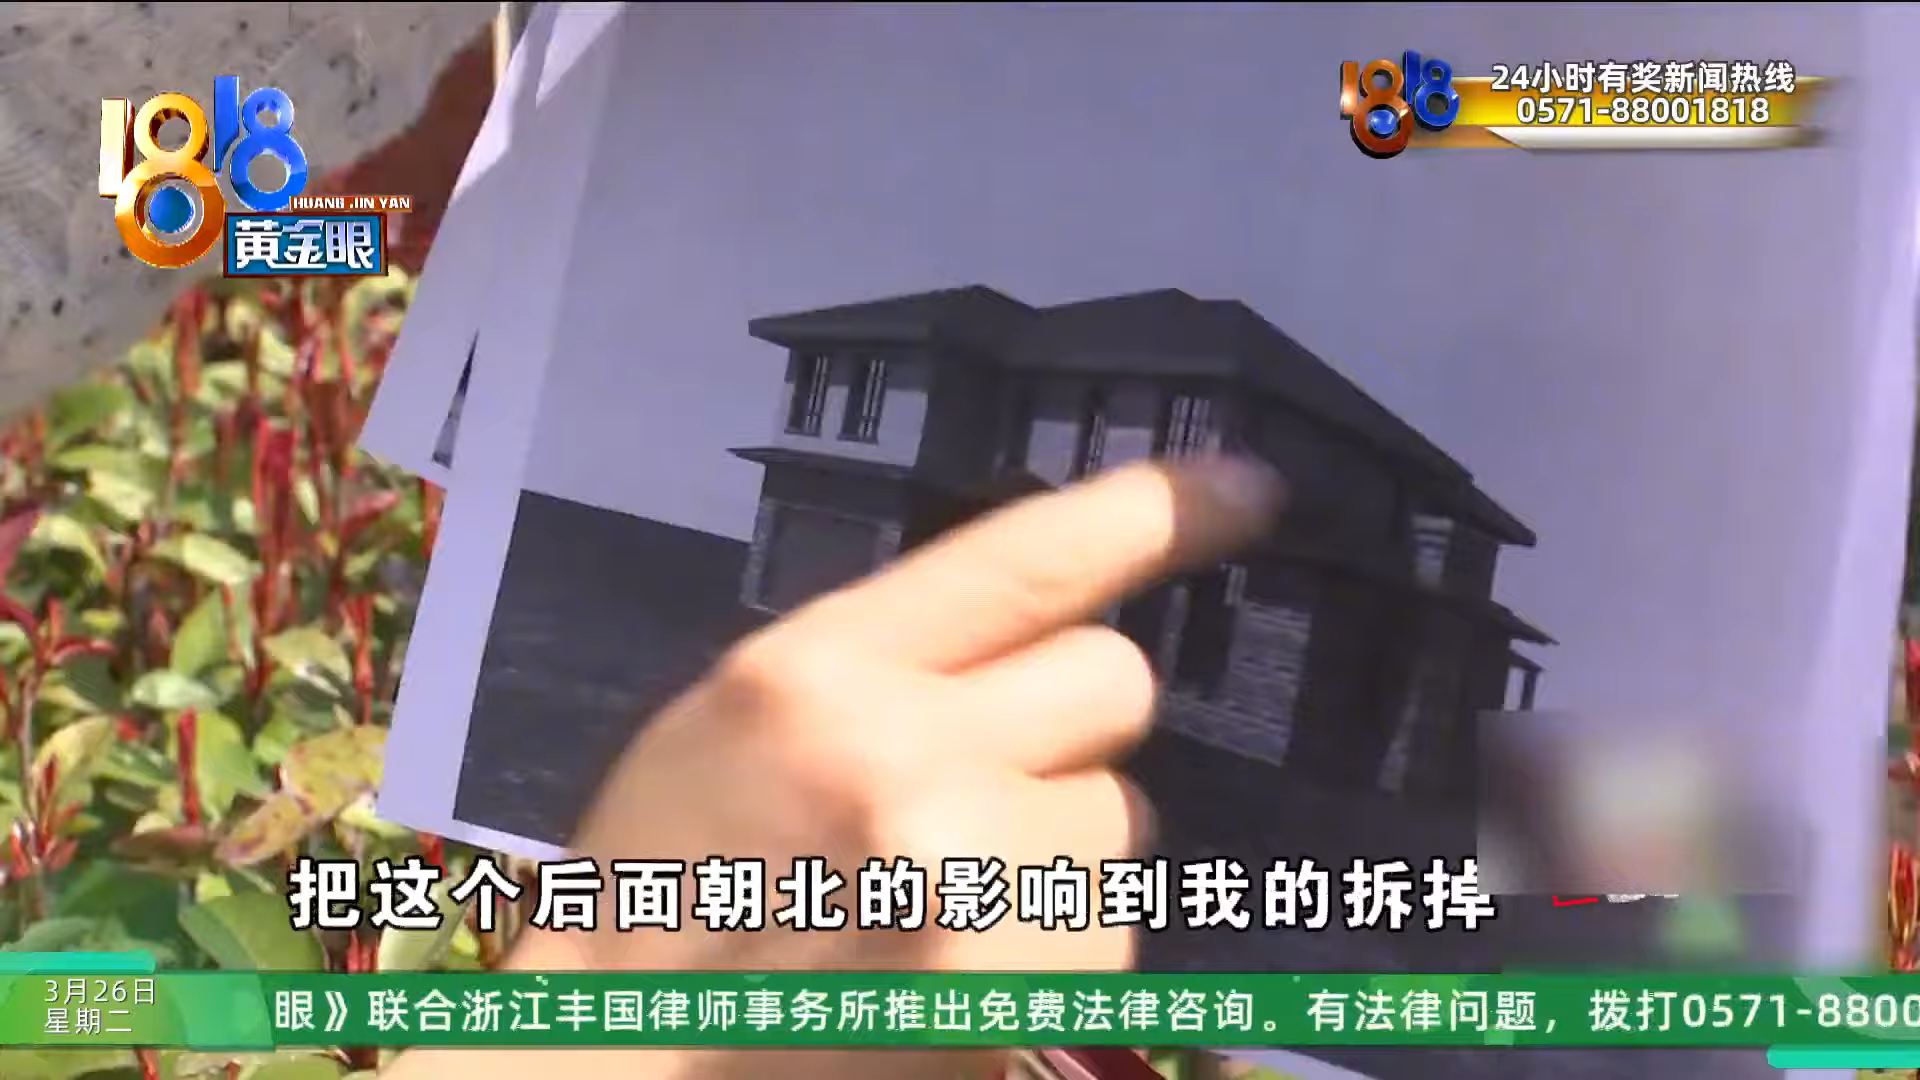 1818
HUANG JIN YAN
黄金眼
1818
24小时有奖新闻热线
0571-88001818
把这个后面朝北的影响到我的拆掉
3月26日
星期二
眼》联合浙江丰国律师事务所推出免费法律咨询。有法律问题，拨打0571-8800